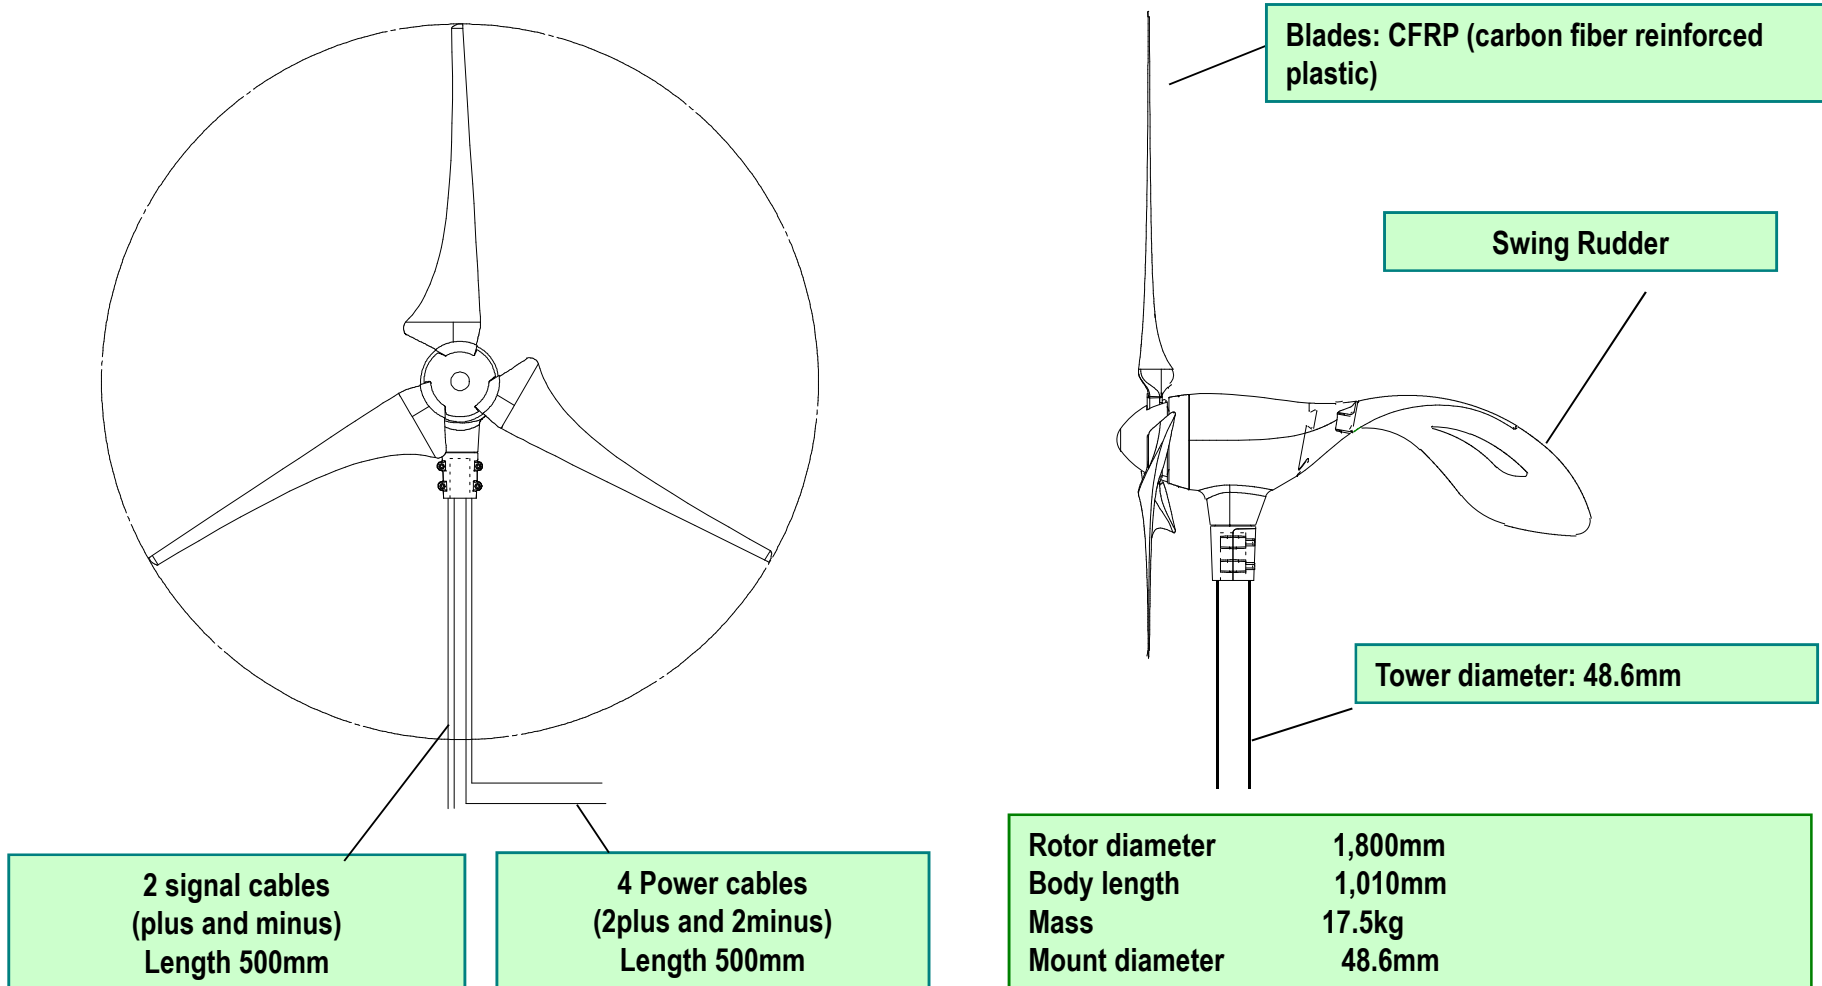 Blades: CFRP (carbon fiber reinforced
plastic)
Swing Rudder
Tower diameter: 48.6mm
2 signal cables
(plus and minus)
Length 500mm
4 Power cables
(2plus and 2minus)
Length 500mm
Rotor diameter 1,800mm
Body length 1,010mm
Mass 17.5kg
Mount diameter 48.6mm